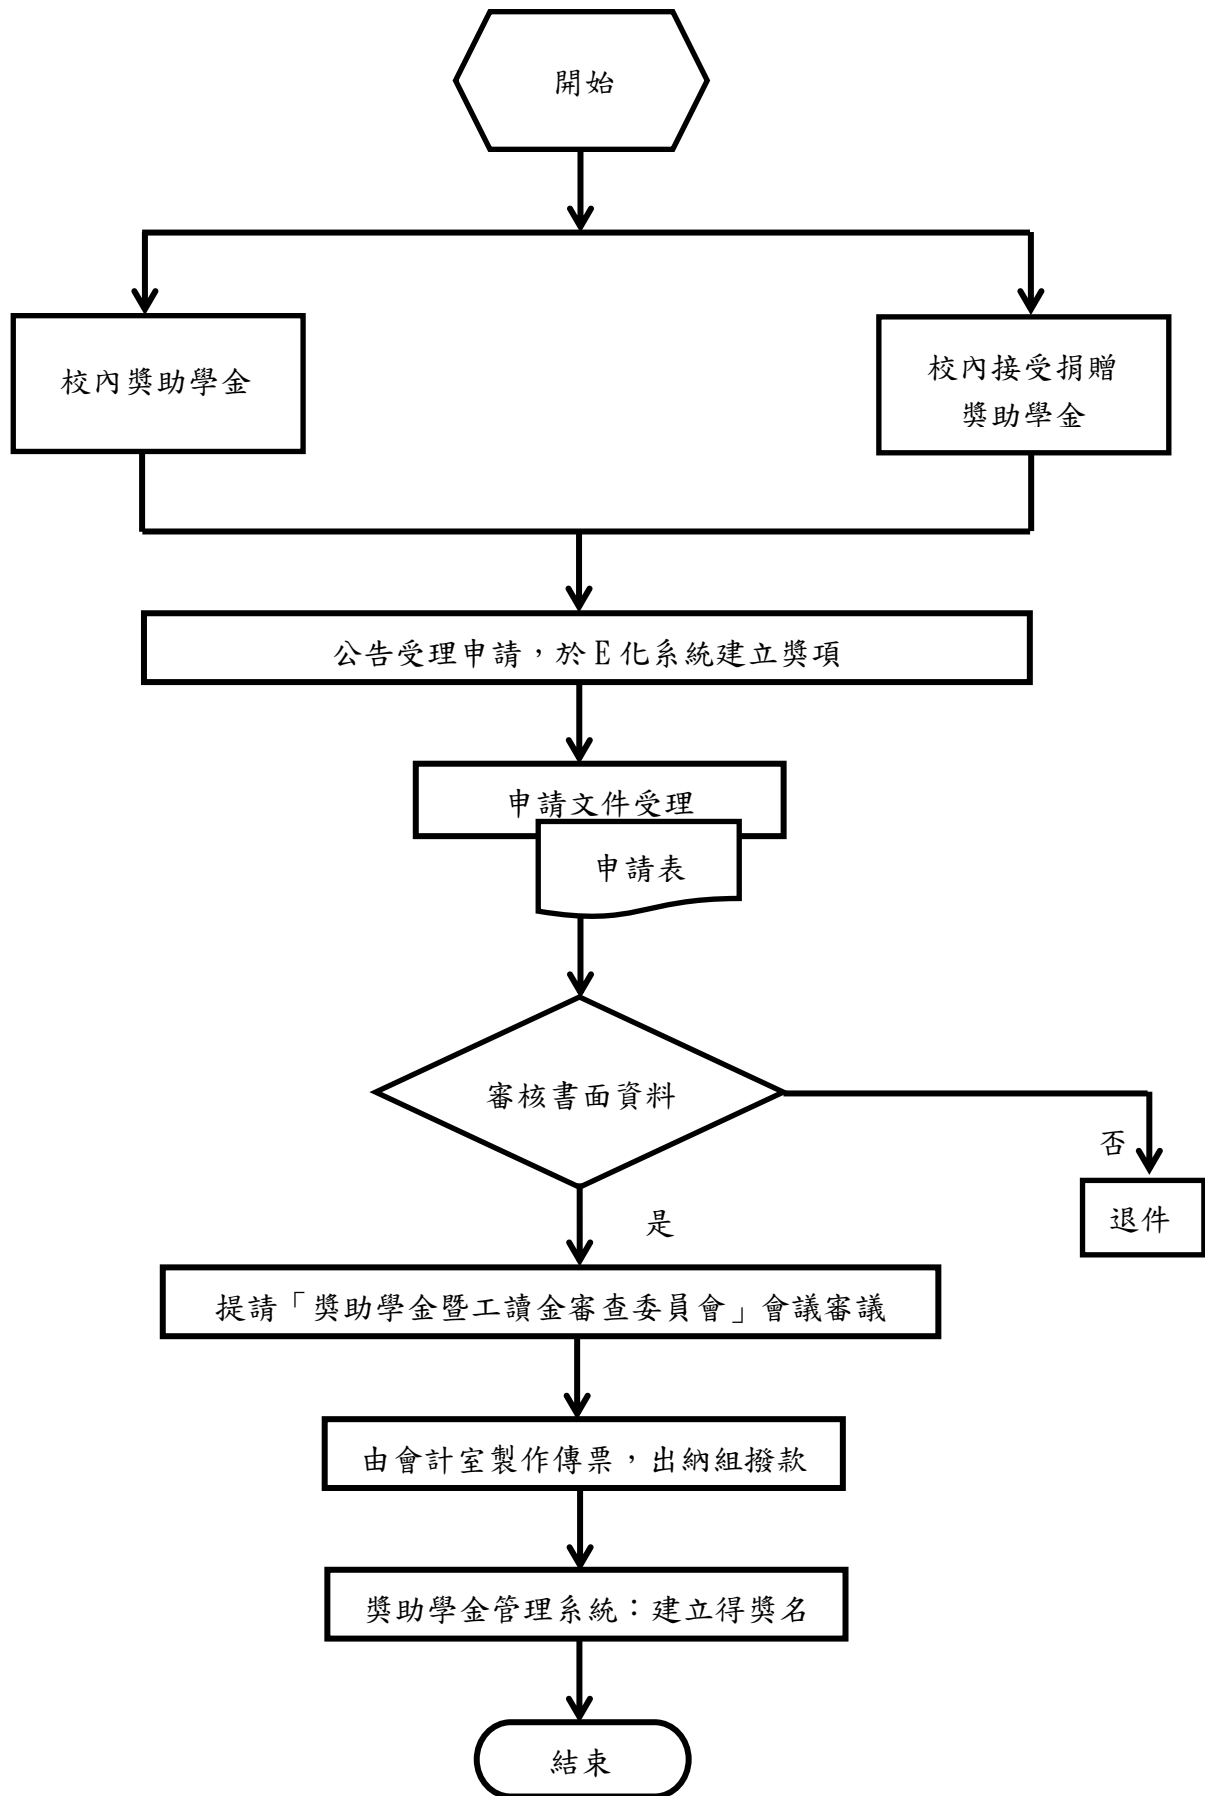 開始
校內獎助學金
校內接受捐贈
獎助學金
公告受理申請，於E化系統建立獎項
申請文件受理
申請表
審核書面資料
否
退件
是
提請「獎助學金暨工讀金審查委員會」會議審議
由會計室製作傳票，出納組撥款
獎助學金管理系統：建立得獎名
結束